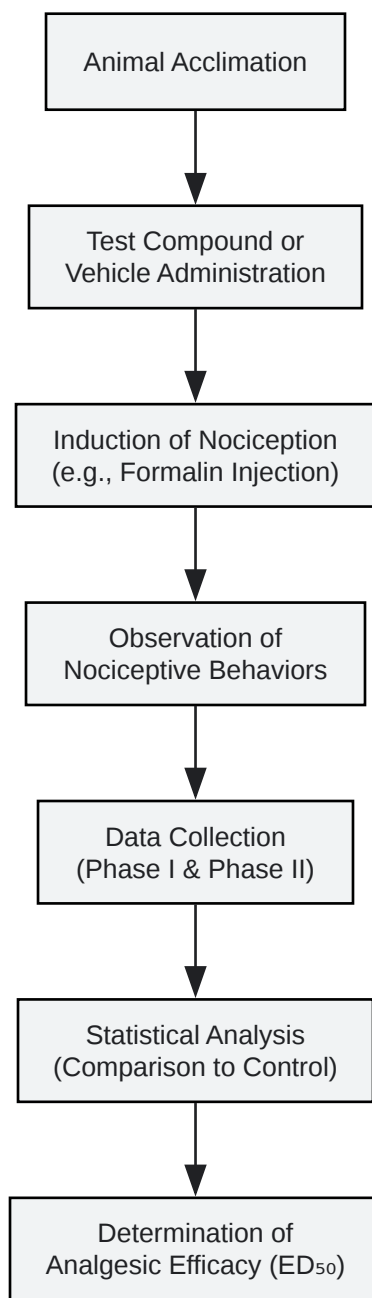 Animal Acclimation
Test Compound or
Vehicle Administration
Induction of Nociception
(e.g., Formalin Injection)
Observation of
Nociceptive Behaviors
Data Collection
(Phase I & Phase II)
Statistical Analysis
(Comparison to Control)
Determination of
Analgesic Efficacy (ED₅₀)